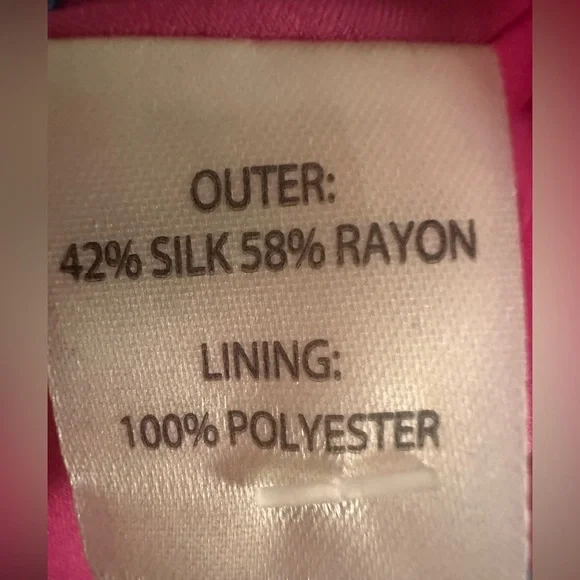 OUTER:
42% SILK 58% RAYON
LINING:
100% POLYESTER